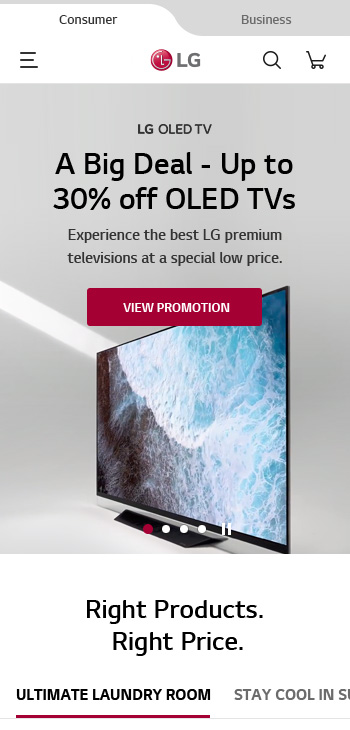 Consumer
Business
LG
LG OLED TV
A Big Deal - Up to
30% off OLED TVs
Experience the best LG premium
televisions at a special low price.
VIEW PROMOTION
Right Products.
Right Price.
ULTIMATE LAUNDRY ROOM
STAY COOL IN